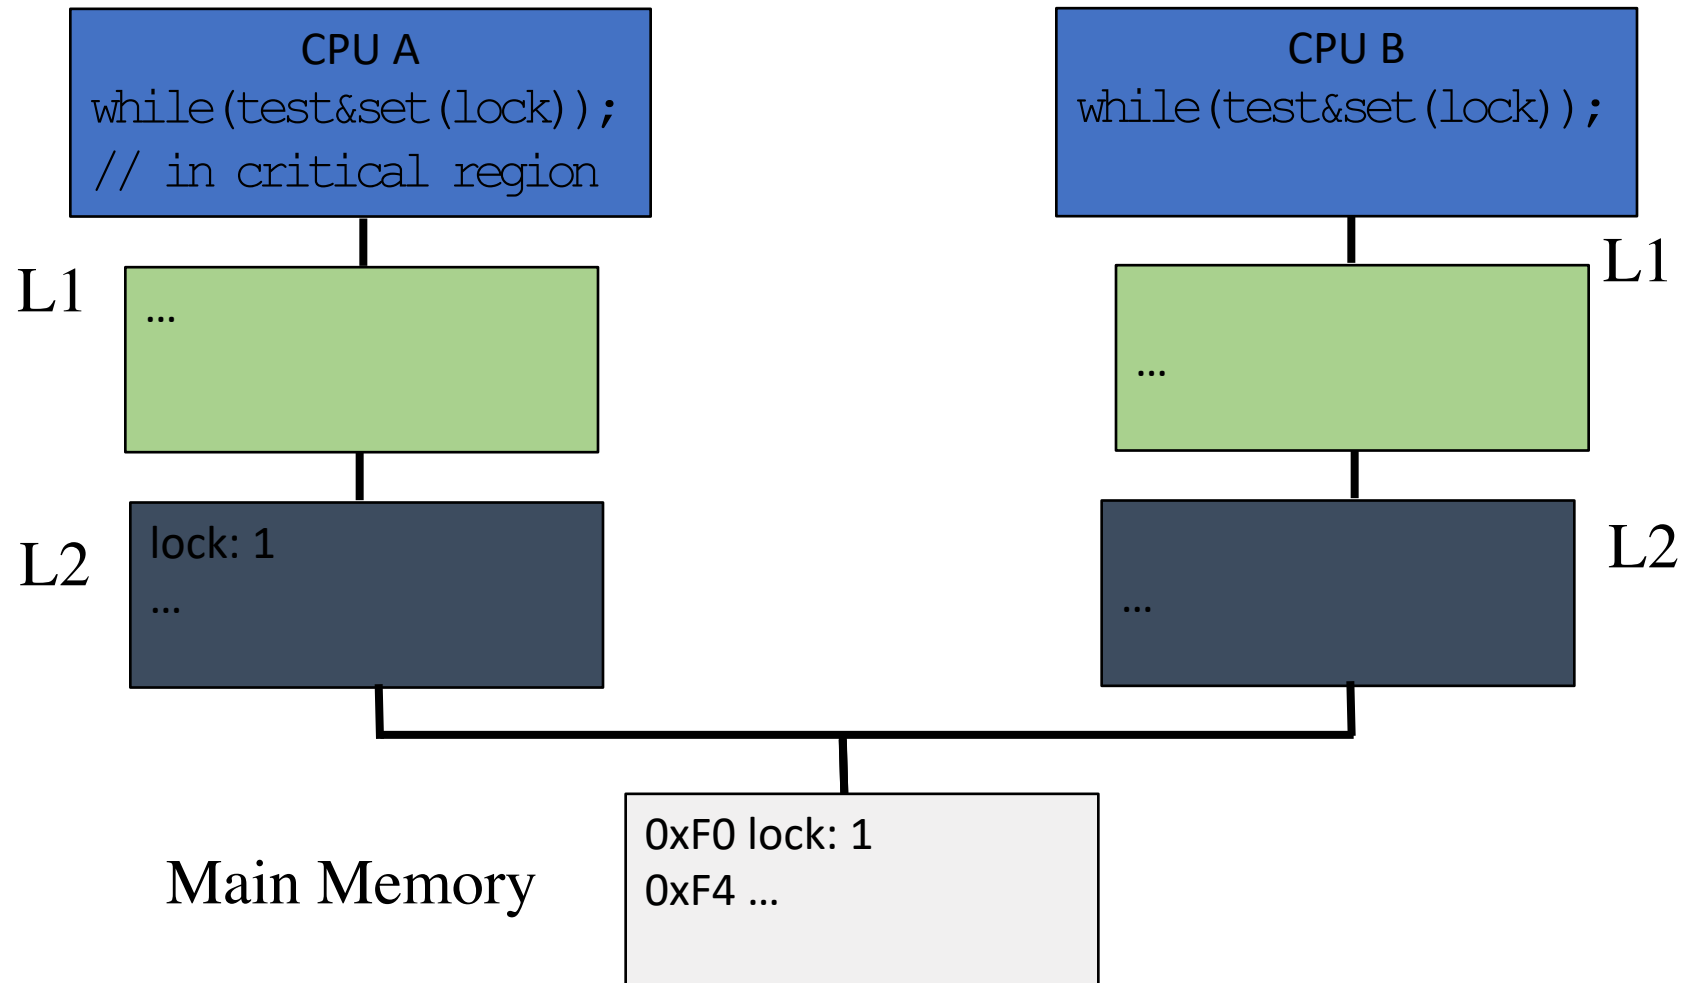 CPU A
while(test&set(lock));
// in critical region
CPU B
while(test&set(lock));
L1
…
L1
…
L2
lock: 1
…
L2
…
Main Memory
0xF0 lock: 1
0xF4 …